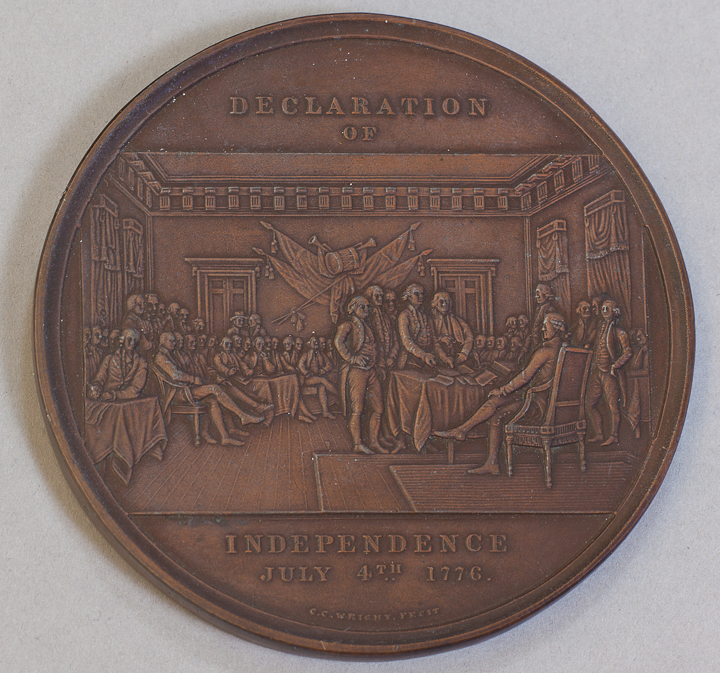 DECLARATION
OF
INDEPENDENCE
JULY 4TH 1776.
C.C. WRIGHT, FECIT